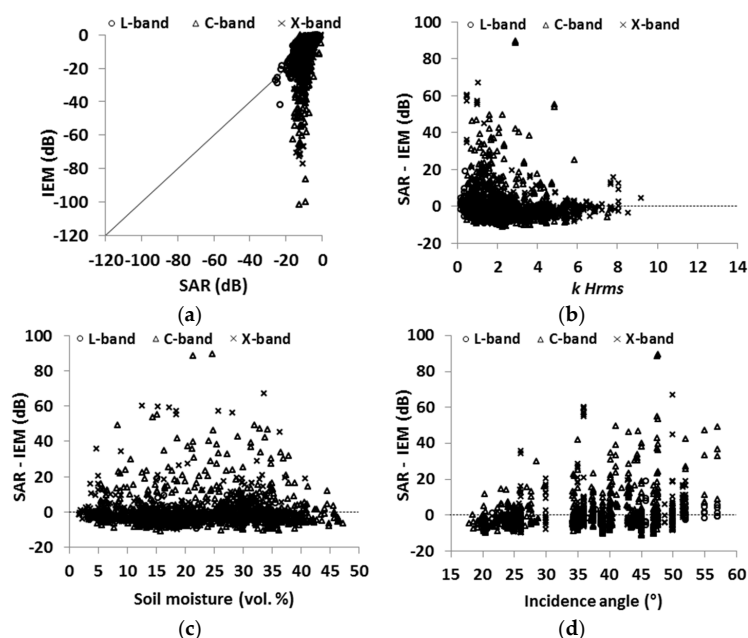 L-band C-band X-band
0
-20
-40
-60
-80
-100
-120
-120 -100 -80 -60 -40 -20 0
IEM (dB)
SAR (dB)
(a)
L-band C-band X-band
100
80
60
40
20
0
-20
0 2 4 6 8 10 12 14
SAR - IEM (dB)
k Hrms
(b)
L-band C-band X-band
100
80
60
40
20
0
-20
0 5 10 15 20 25 30 35 40 45 50
SAR - IEM (dB)
Soil moisture (vol. %)
(c)
L-band C-band X-band
100
80
60
40
20
0
-20
15 20 25 30 35 40 45 50 55 60
SAR - IEM (dB)
Incidence angle (°)
(d)